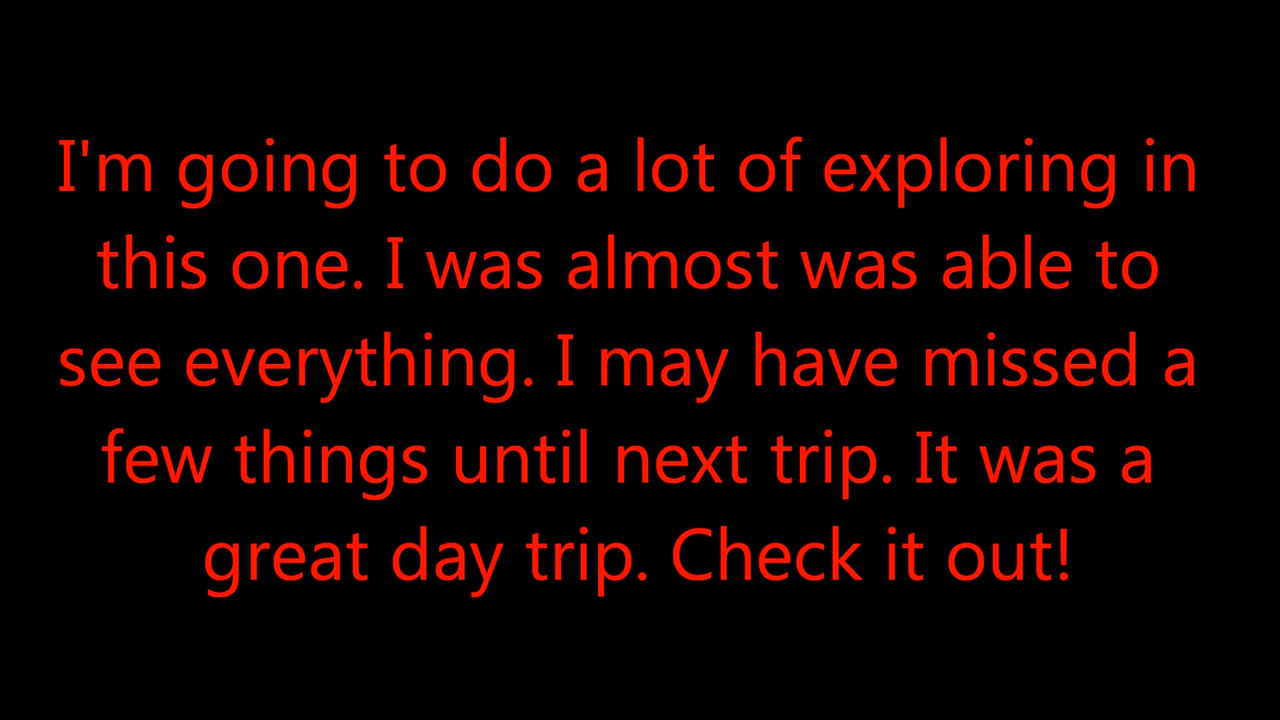 I'm going to do a lot of exploring in
this one. I was almost was able to
see everything. I may have missed a
few things until next trip. It was a
great day trip. Check it out!